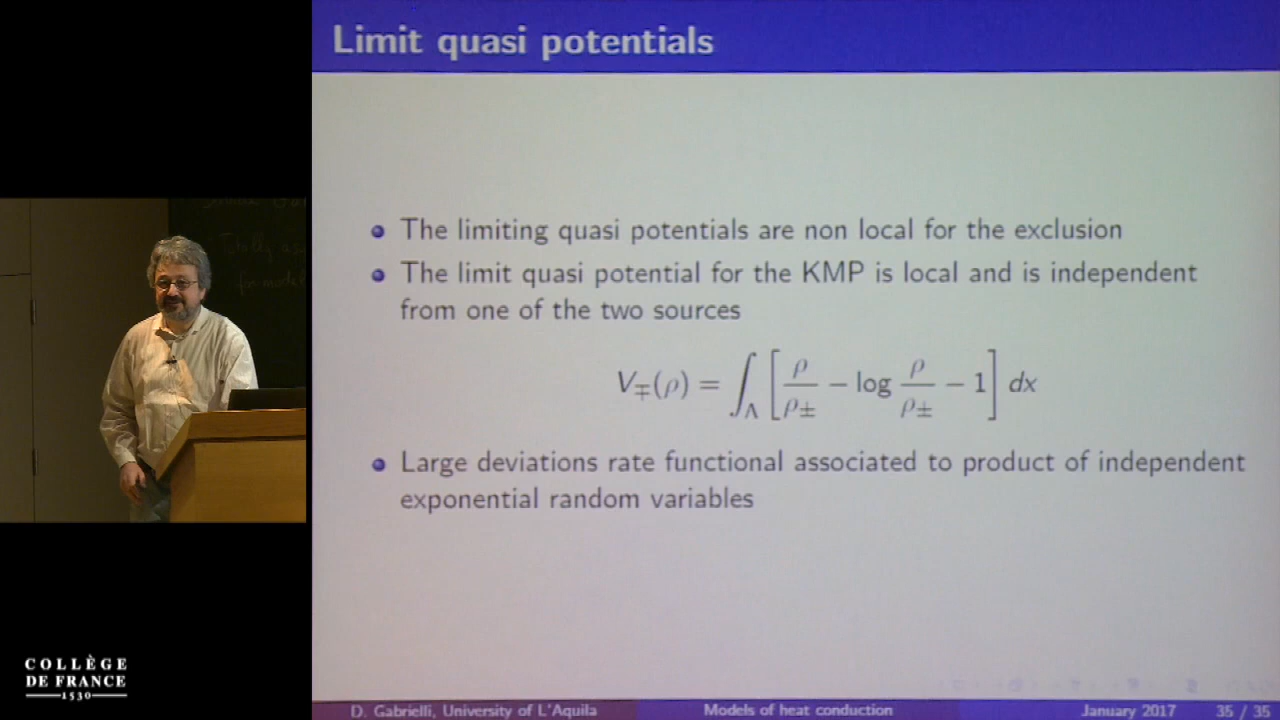 Limit quasi potentials
The limiting quasi potentials are non local for the exclusion
The limit quasi potential for the KMP is local and is independent
from one of the two sources
V∓(ρ) = ∫Λ [ρ/ρ± − log ρ/ρ± − 1] dx
Large deviations rate functional associated to product of independent
exponential random variables
COLLÈGE
DE FRANCE
1530
D. Gabrielli, University of L'Aquila Models of heat conduction January 2017 35 / 35